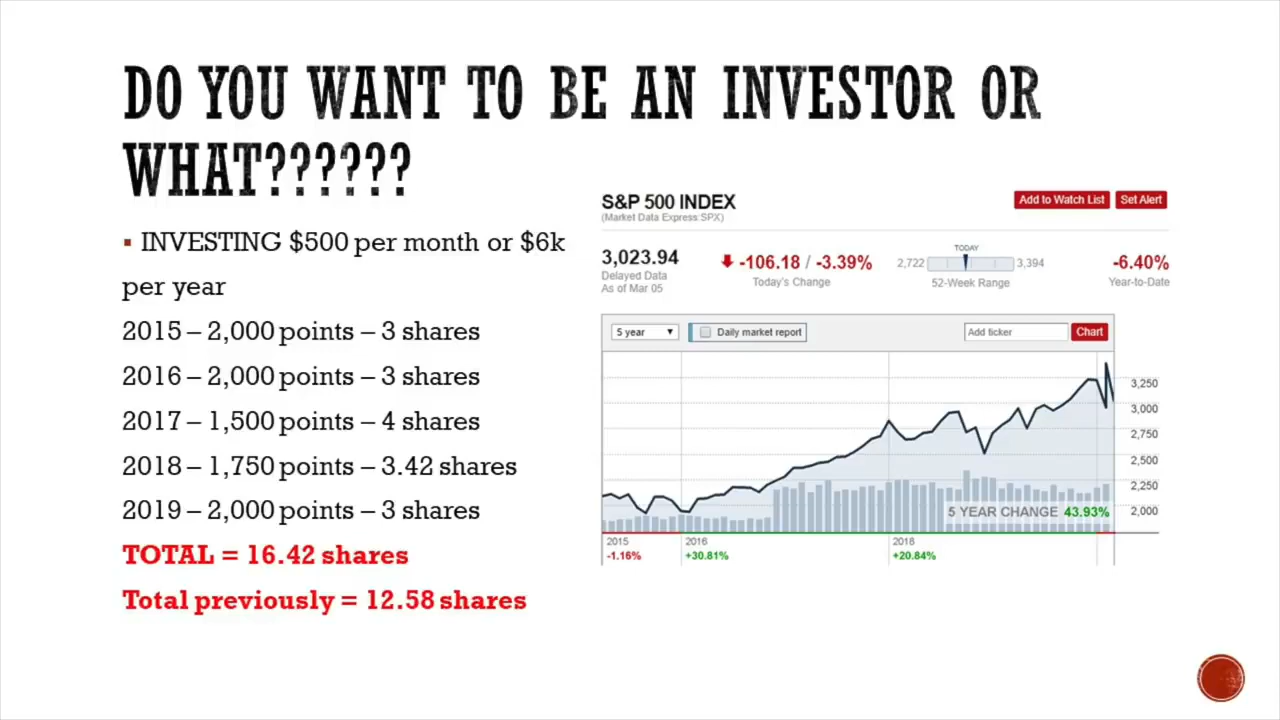 DO YOU WANT TO BE AN INVESTOR OR
WHAT??????
▪ INVESTING $500 per month or $6k
per year
2015 – 2,000 points – 3 shares
2016 – 2,000 points – 3 shares
2017 – 1,500 points – 4 shares
2018 – 1,750 points – 3.42 shares
2019 – 2,000 points – 3 shares
TOTAL = 16.42 shares
Total previously = 12.58 shares
S&P 500 INDEX
(Market Data Express:SPX)
Add to Watch List
Set Alert
3,023.94
Delayed Data
As of Mar 05
-106.18 / -3.39%
Today's Change
TODAY
2,722
3,394
52-Week Range
-6.40%
Year-to-Date
5 year
Daily market report
Add ticker
Chart
3,250
3,000
2,750
2,500
2,250
2,000
5 YEAR CHANGE 43.93%
2015
-1.16%
2016
+30.81%
2018
+20.84%